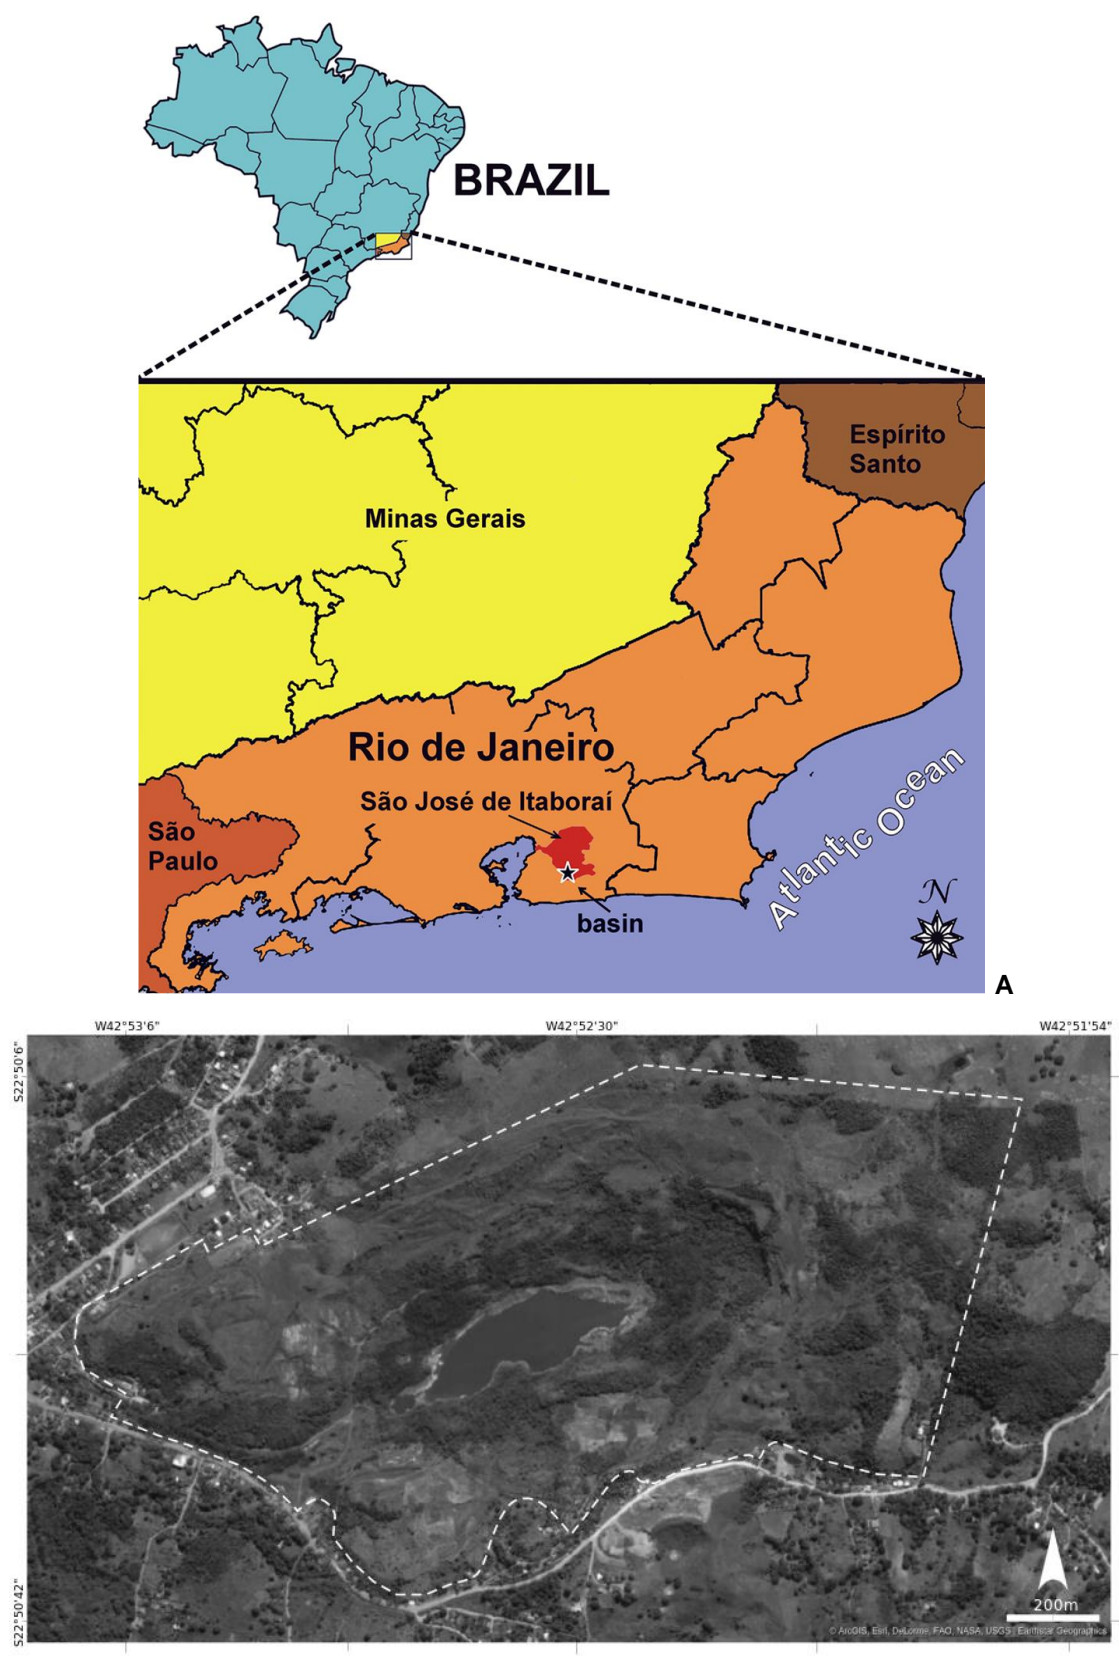 BRAZIL
Espírito
Santo
Minas Gerais
Rio de Janeiro
São José de Itaboraí
São
Paulo
Atlantic Ocean
N
basin
A
W42°53'6"
W42°52'30"
W42°51'54"
S22°50'6"
S22°50'42"
200m
© ArcGIS, Esri, DeLorme, FAO, NASA, USGS, Earthstar Geographics